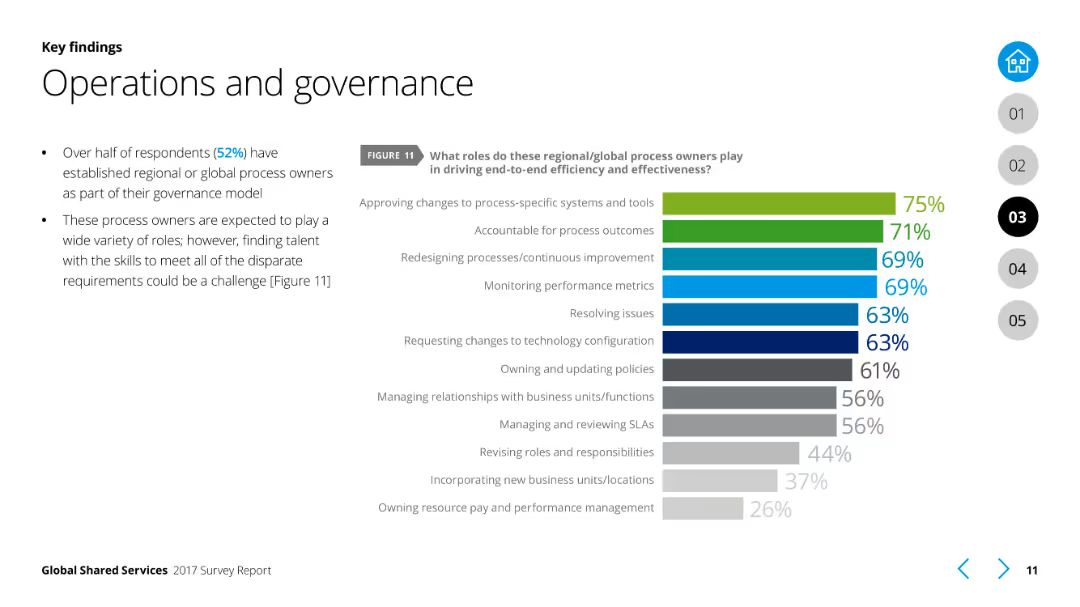 Key findings
Operations and governance
• Over half of respondents (52%) have
established regional or global process owners
as part of their governance model
• These process owners are expected to play a
wide variety of roles; however, finding talent
with the skills to meet all of the disparate
requirements could be a challenge [Figure 11]
FIGURE 11
What roles do these regional/global process owners play
in driving end-to-end efficiency and effectiveness?
Approving changes to process-specific systems and tools 75%
Accountable for process outcomes 71%
Redesigning processes/continuous improvement 69%
Monitoring performance metrics 69%
Resolving issues 63%
Requesting changes to technology configuration 63%
Owning and updating policies 61%
Managing relationships with business units/functions 56%
Managing and reviewing SLAs 56%
Revising roles and responsibilities 44%
Incorporating new business units/locations 37%
Owning resource pay and performance management 26%
01
02
03
04
05
Global Shared Services 2017 Survey Report
11